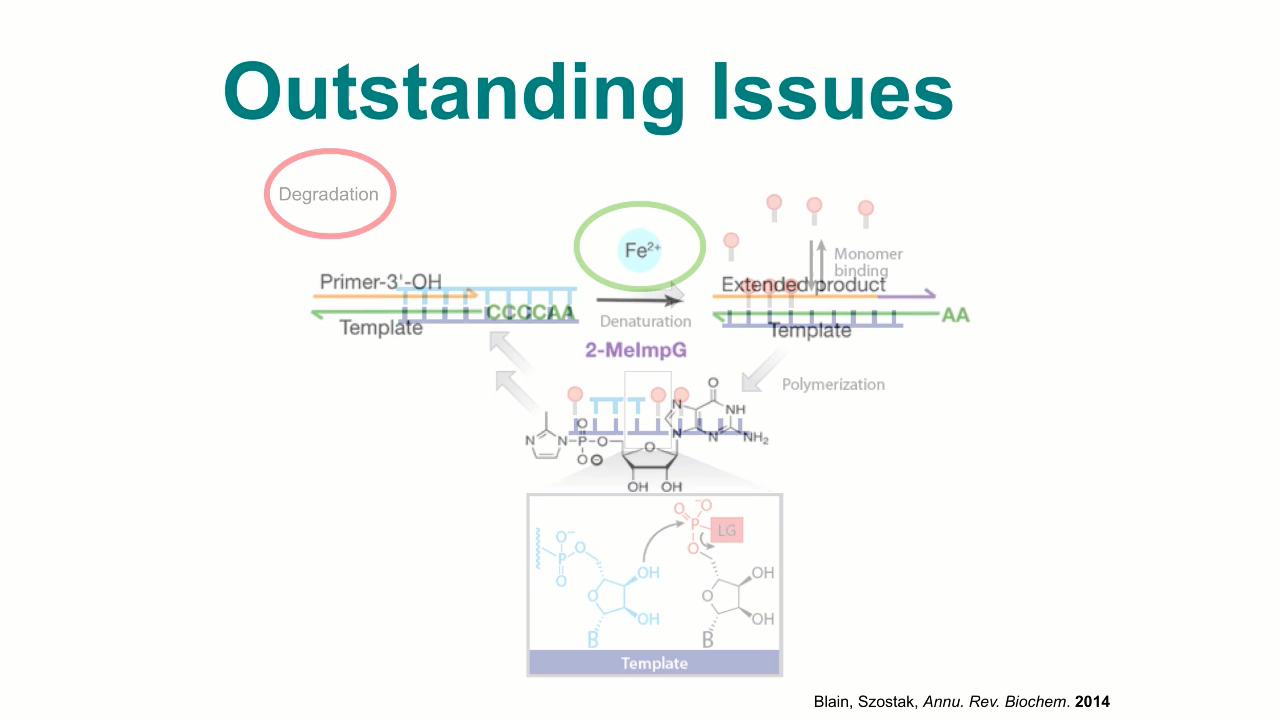 Outstanding Issues
Degradation
Fe²⁺
Monomer
binding
Primer-3'-OH
Extended product
CCCCAA
AA
Template
Denaturation
Template
2-MeImpG
Polymerization
O
N
NH
N
N
NH₂
N
N
O
P
O
O
O⊖
OH
OH
O
⁻O
O
P
LG
O⁻
P
O
O
O
OH
OH
O
O
OH
OH
B
B
Template
Blain, Szostak, Annu. Rev. Biochem. 2014